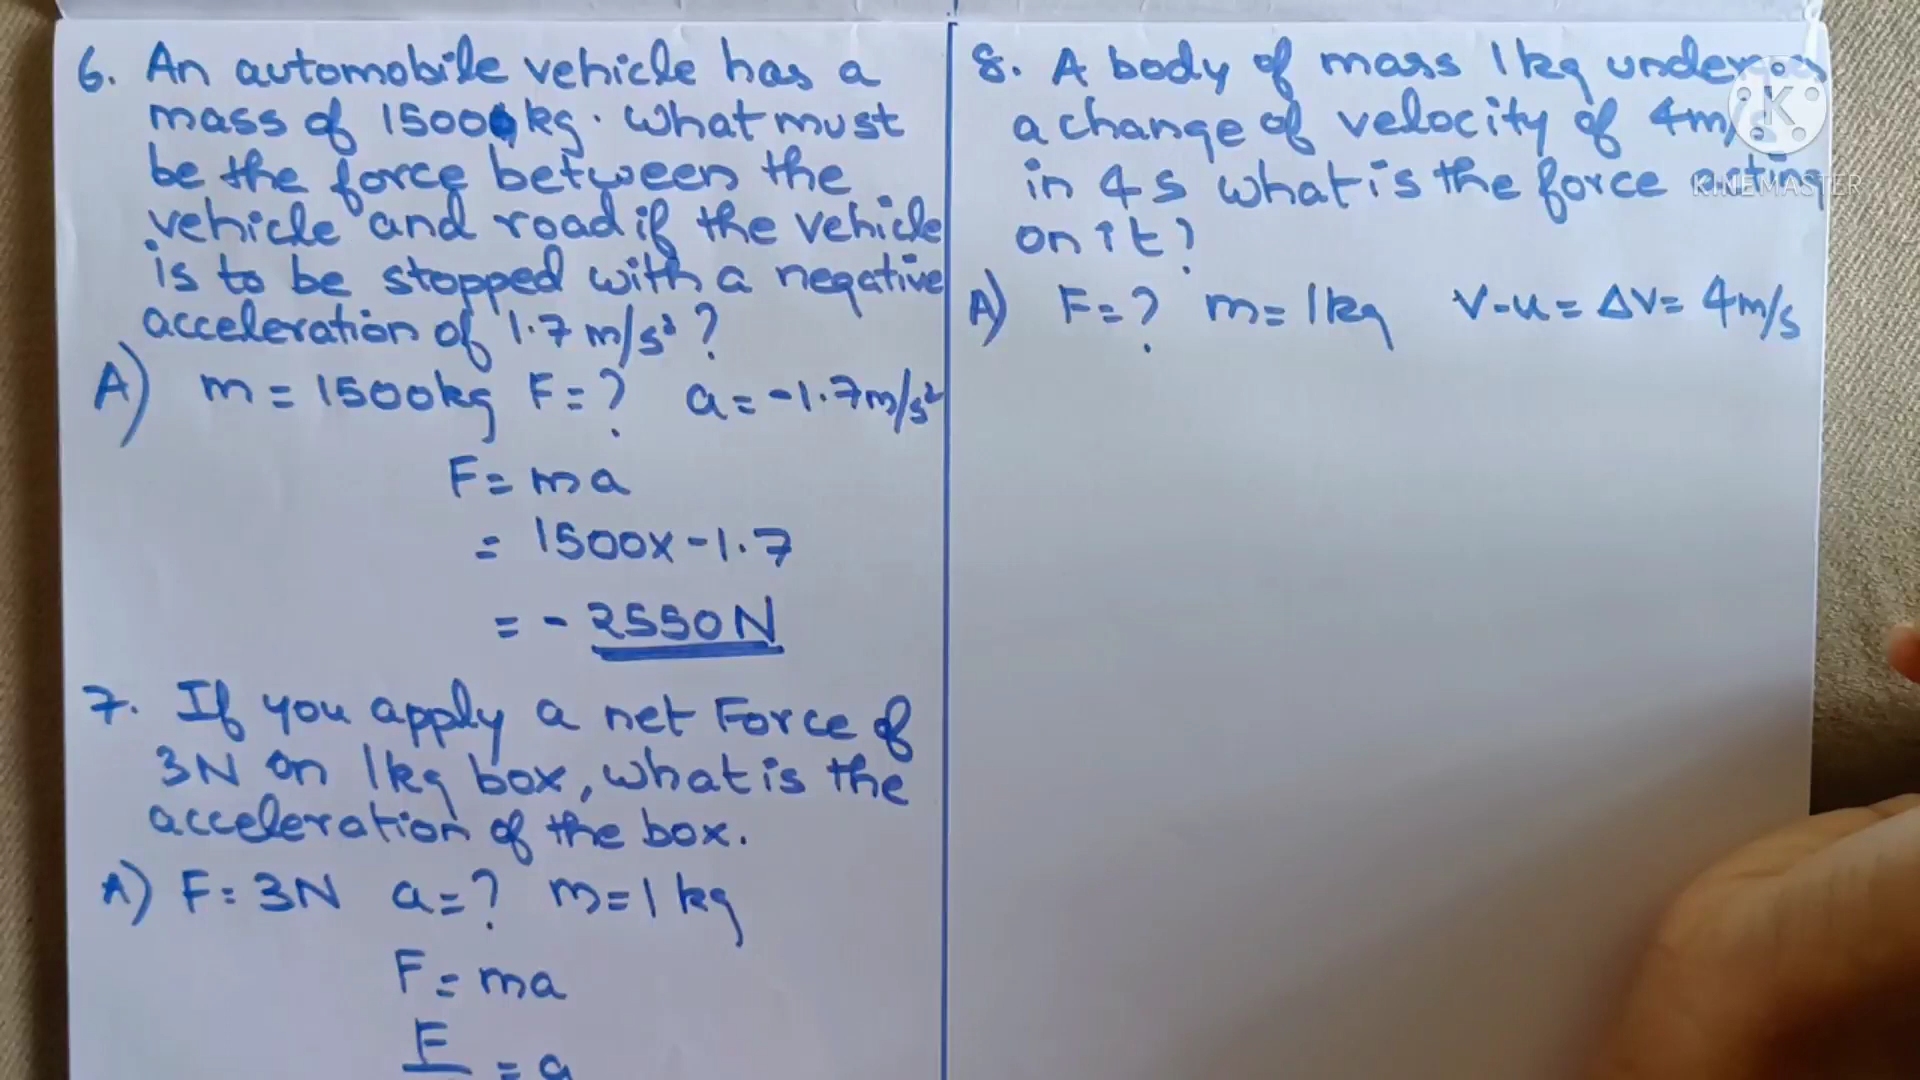 6. An automobile vehicle has a
mass of 1500 kg. What must
be the force between the
vehicle and road if the vehicle
is to be stopped with a negative
acceleration of 1.7 m/s² ?
A) m = 1500kg F = ? a = -1.7m/s²
F = ma
= 1500x -1.7
= - 2550N
7. If you apply a net Force of
3N on 1kg box, what is the
acceleration of the box.
A) F = 3N a = ? m = 1 kg
F = ma
F
= a
8. A body of mass 1kg under
a change of velocity of 4m/s
in 4s what is the force
on it?
A) F = ? m = 1kg V-u = ΔV = 4m/s
K
KINEMASTER